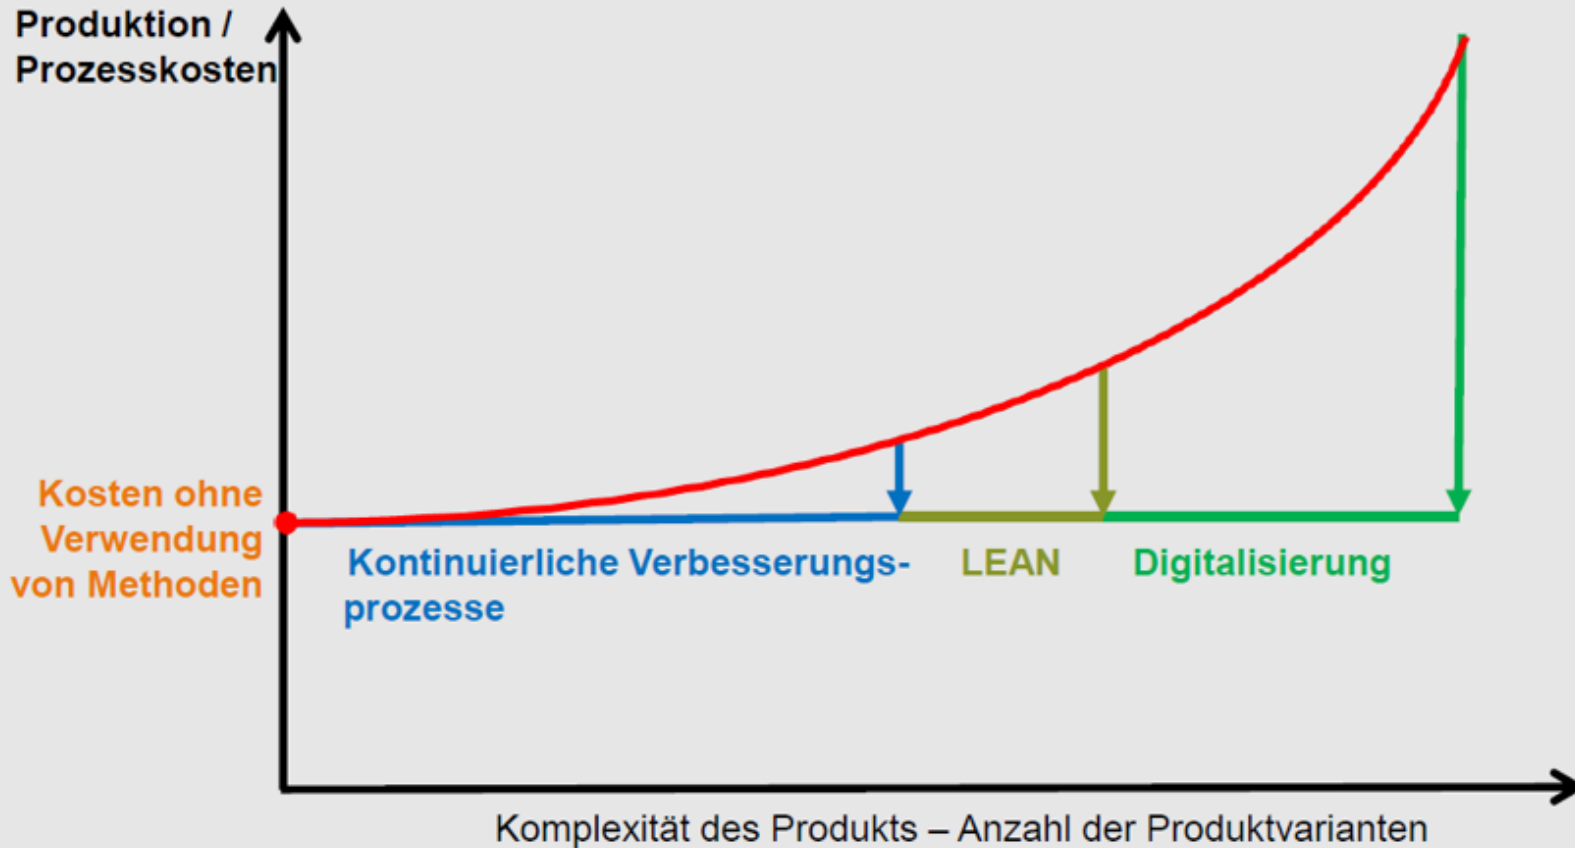 Produktion /
Prozesskosten
Kosten ohne
Verwendung
von Methoden
Kontinuierliche Verbesserungs-
prozesse
LEAN
Digitalisierung
Komplexität des Produkts – Anzahl der Produktvarianten